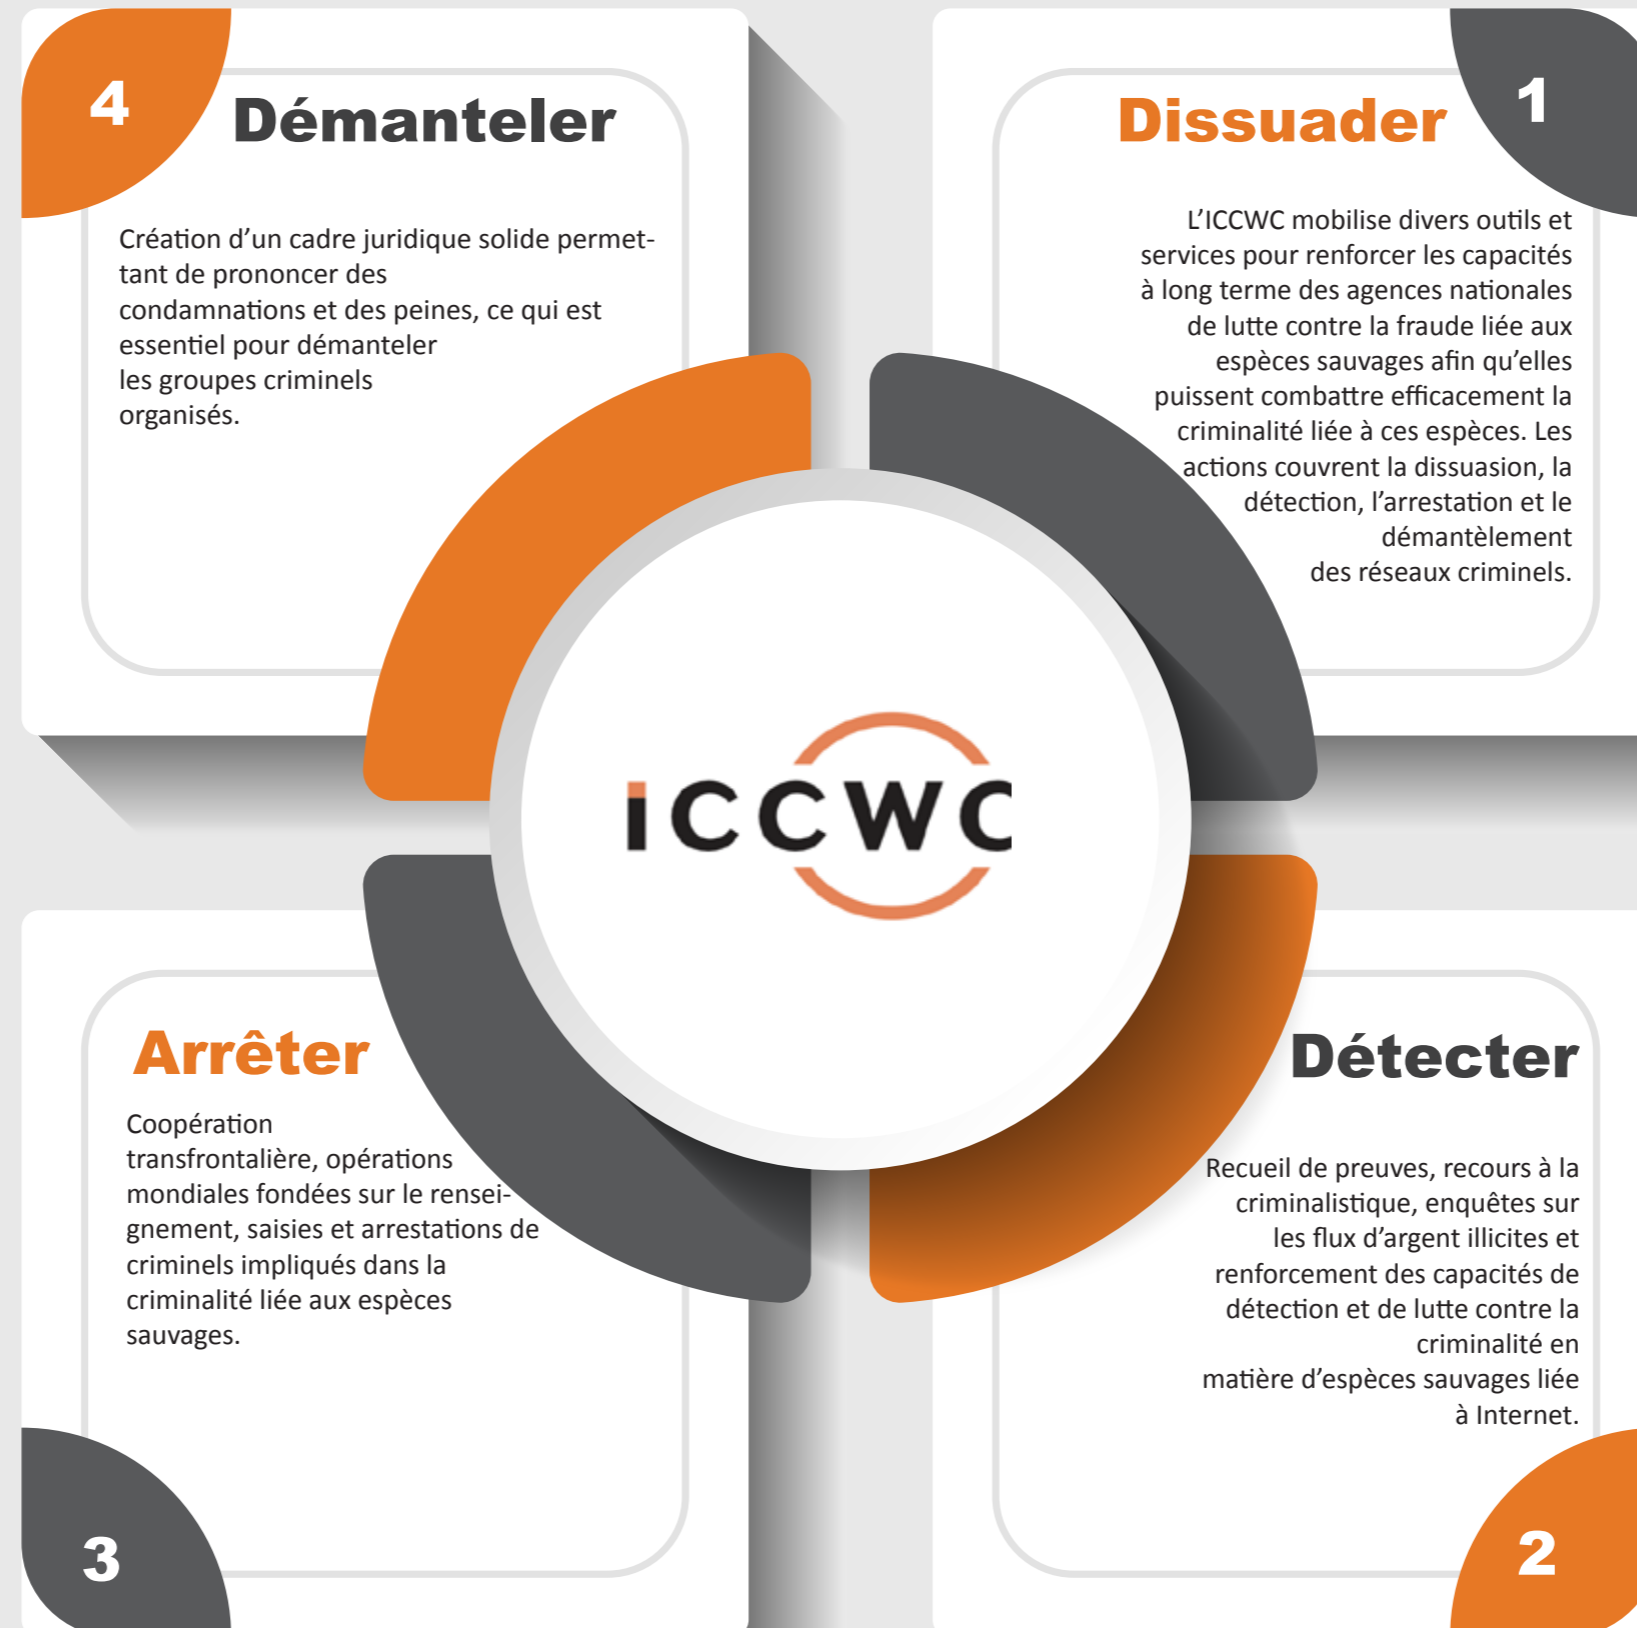 4
Démanteler
Création d’un cadre juridique solide permet-
tant de prononcer des
condamnations et des peines, ce qui est
essentiel pour démanteler
les groupes criminels
organisés.
1
Dissuader
L’ICCWC mobilise divers outils et
services pour renforcer les capacités
à long terme des agences nationales
de lutte contre la fraude liée aux
espèces sauvages afin qu’elles
puissent combattre efficacement la
criminalité liée à ces espèces. Les
actions couvrent la dissuasion, la
détection, l’arrestation et le
démantèlement
des réseaux criminels.
ICCWC
Arrêter
Coopération
transfrontalière, opérations
mondiales fondées sur le rensei-
gnement, saisies et arrestations de
criminels impliqués dans la
criminalité liée aux espèces
sauvages.
3
Détecter
Recueil de preuves, recours à la
criminalistique, enquêtes sur
les flux d’argent illicites et
renforcement des capacités de
détection et de lutte contre la
criminalité en
matière d’espèces sauvages liée
à Internet.
2